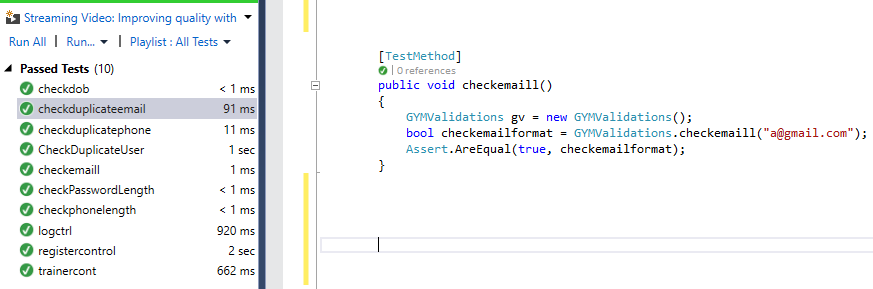 Streaming Video: Improving quality with
Run All | Run... | Playlist : All Tests
Passed Tests (10)
checkdob < 1 ms
checkduplicateemail 91 ms
checkduplicatephone 11 ms
CheckDuplicateUser 1 sec
checkemaill 1 ms
checkPasswordLength < 1 ms
checkphonelength < 1 ms
logctrl 920 ms
registercontrol 2 sec
trainercont 662 ms
[TestMethod]
| 0 references
public void checkemaill()
{
GYMValidations gv = new GYMValidations();
bool checkemailformat = GYMValidations.checkemaill("a@gmail.com");
Assert.AreEqual(true, checkemailformat);
}